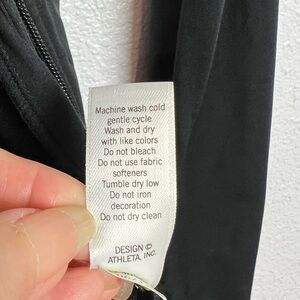 Machine wash cold
gentle cycle
Wash and dry
with like colors
Do not bleach
Do not use fabric
softeners
Tumble dry low
Do not iron
decoration
Do not dry clean
DESIGN ©
ATHLETA, INC.